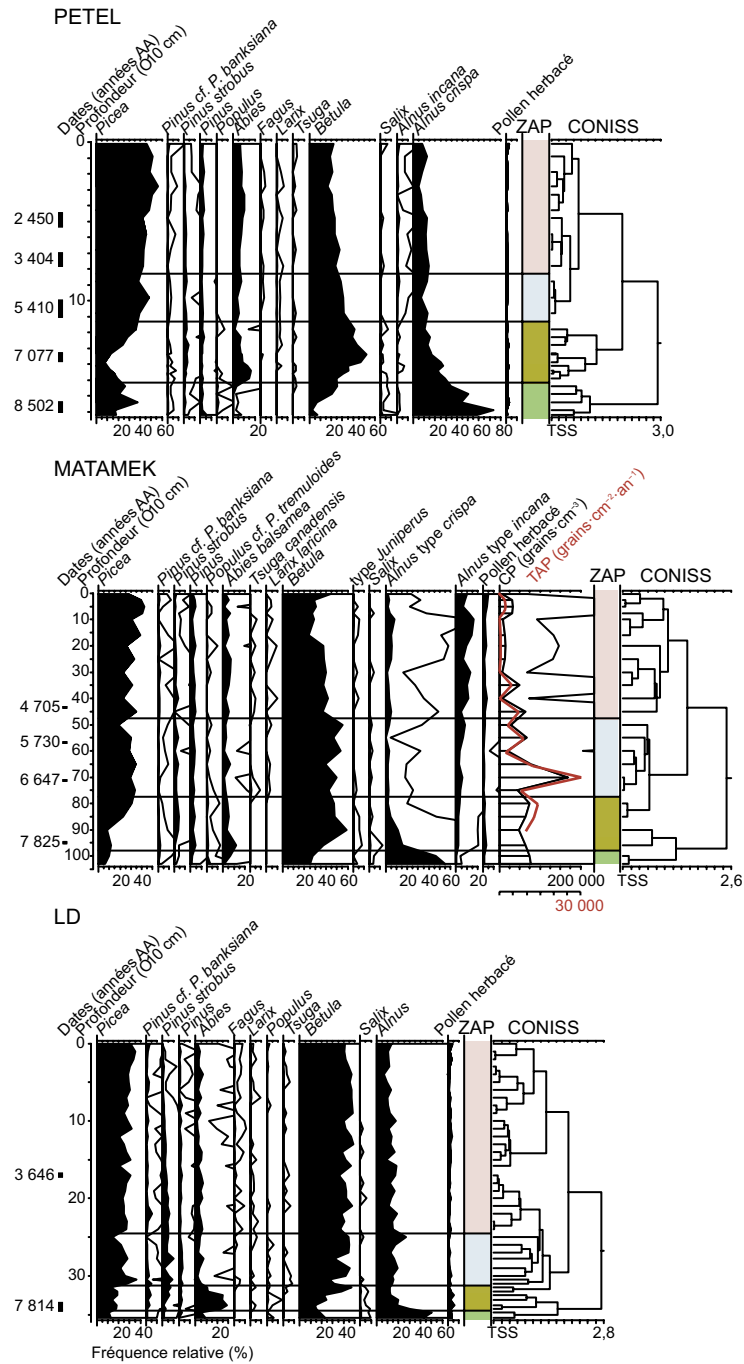 PETEL
Dates (années AA)
Profondeur (O10 cm)
Picea
Pinus cf. P. banksiana
Pinus strobus
Pinus
Populus
Abies
Fagus
Larix
Tsuga
Betula
Salix
Alnus incana
Alnus crispa
Pollen herbacé
ZAP
CONISS
0
2 450
3 404
10
5 410
7 077
8 502
20 40 60
20
20 40 60
20 40 60 80
TSS
3,0
MATAMEK
Dates (années AA)
Profondeur (O10 cm)
Picea
Pinus cf. P. banksiana
Pinus strobus
Pinus
Populus cf. P. tremuloides
Abies balsamea
Tsuga canadensis
Larix laricina
Betula
type Juniperus
Salix
Alnus type crispa
Alnus type incana
Pollen herbacé
CP (grains·cm⁻³)
TAP (grains·cm⁻²·an⁻¹)
ZAP
CONISS
0
10
20
30
40
4 705
50
5 730
60
6 647
70
80
90
7 825
100
20 40
20
20 40 60
20 40 60
20
200 000
TSS
2,6
30 000
LD
Dates (années AA)
Profondeur (O10 cm)
Picea
Pinus cf. P. banksiana
Pinus strobus
Pinus
Abies
Fagus
Larix
Populus
Tsuga
Betula
Salix
Alnus
Pollen herbacé
ZAP
CONISS
0
10
3 646
20
30
7 814
20 40
20
20 40 60
20 40 60
TSS
2,8
Fréquence relative (%)